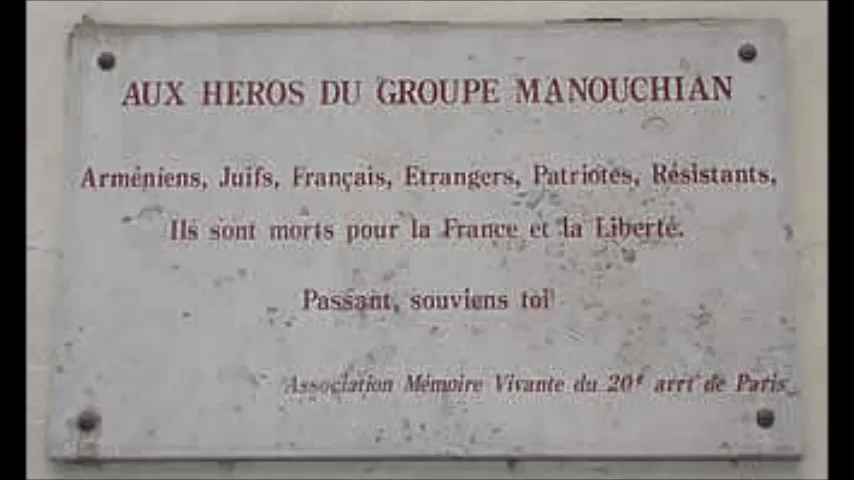 AUX HEROS DU GROUPE MANOUCHIAN
Arméniens, Juifs, Français, Etrangers, Patriotes, Résistants,
Ils sont morts pour la France et la Liberté.
Passant, souviens toi
Association Mémoire Vivante du 20e arrt de Paris